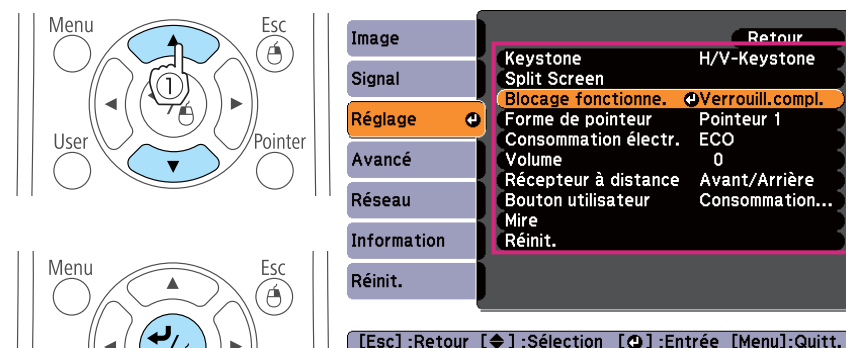 Menu
Esc
①
User
Pointer
Menu
Esc
Image
Signal
Réglage
Avancé
Réseau
Information
Réinit.
Retour
Keystone H/V-Keystone
Split Screen
Blocage fonctionne. Verrouill.compl.
Forme de pointeur Pointeur 1
Consommation électr. ECO
Volume 0
Récepteur à distance Avant/Arrière
Bouton utilisateur Consommation...
Mire
Réinit.
[Esc] :Retour [◆] :Sélection [⏎] :Entrée [Menu]:Quitt.